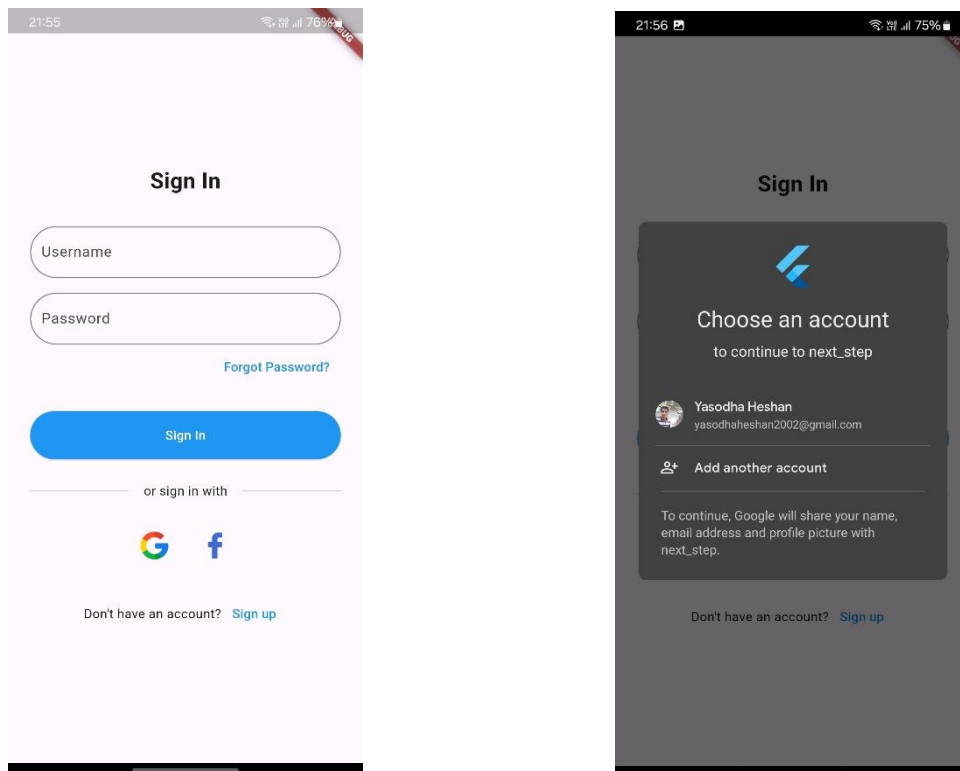 21:55
76%
Sign In
Username
Password
Forgot Password?
Sign In
or sign in with
G f
Don't have an account? Sign up
21:56
75%
Sign In
Choose an account
to continue to next_step
Yasodha Heshan
yasodhaheshan2002@gmail.com
Add another account
To continue, Google will share your name,
email address and profile picture with
next_step.
Don't have an account? Sign up